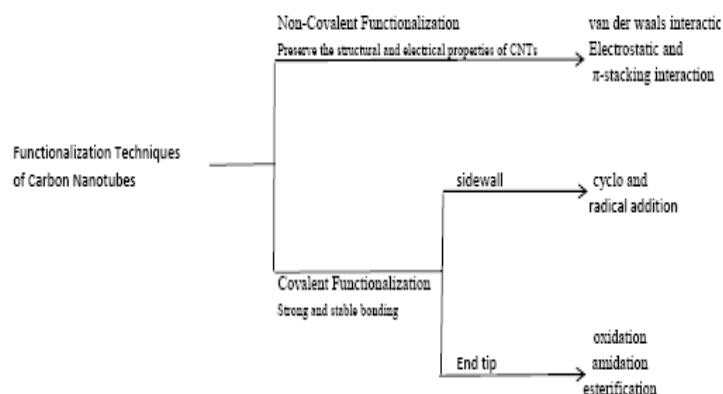 Non-Covalent Functionalization
Preserve the structural and electrical properties of CNTs
van der waals interactic
Electrostatic and
π-stacking interaction
Functionalization Techniques
of Carbon Nanotubes
sidewall
cyclo and
radical addition
Covalent Functionalization
Strong and stable bonding
End tip
oxidation
amidation
esterification